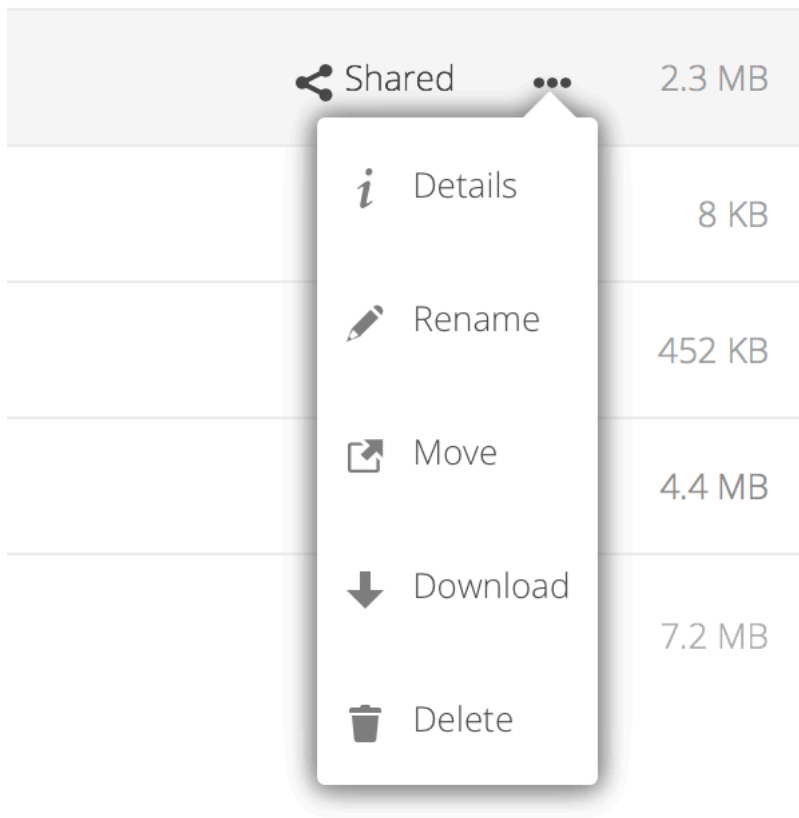 Shared ••• 2.3 MB
Details
8 KB
Rename
452 KB
Move
4.4 MB
Download
7.2 MB
Delete